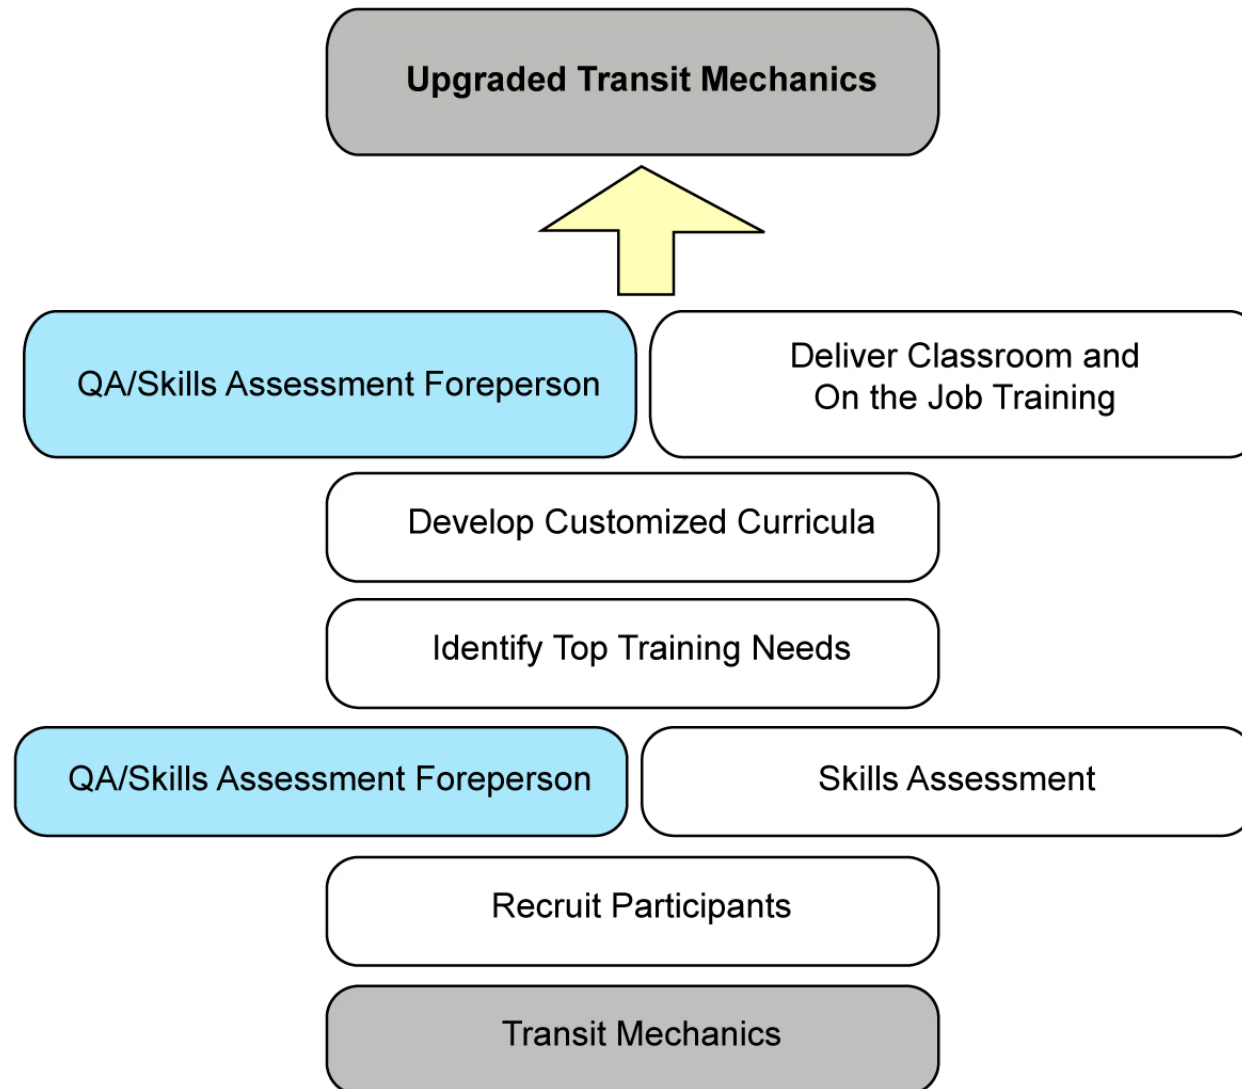 Upgraded Transit Mechanics
QA/Skills Assessment Foreperson
Deliver Classroom and
On the Job Training
Develop Customized Curricula
Identify Top Training Needs
QA/Skills Assessment Foreperson
Skills Assessment
Recruit Participants
Transit Mechanics